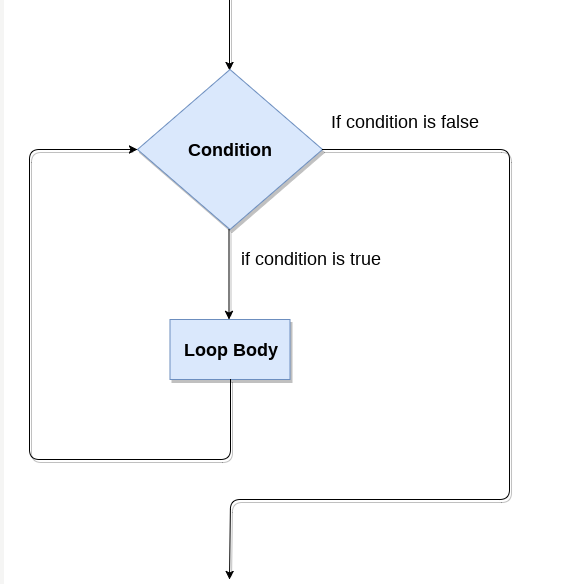 If condition is false
Condition
if condition is true
Loop Body